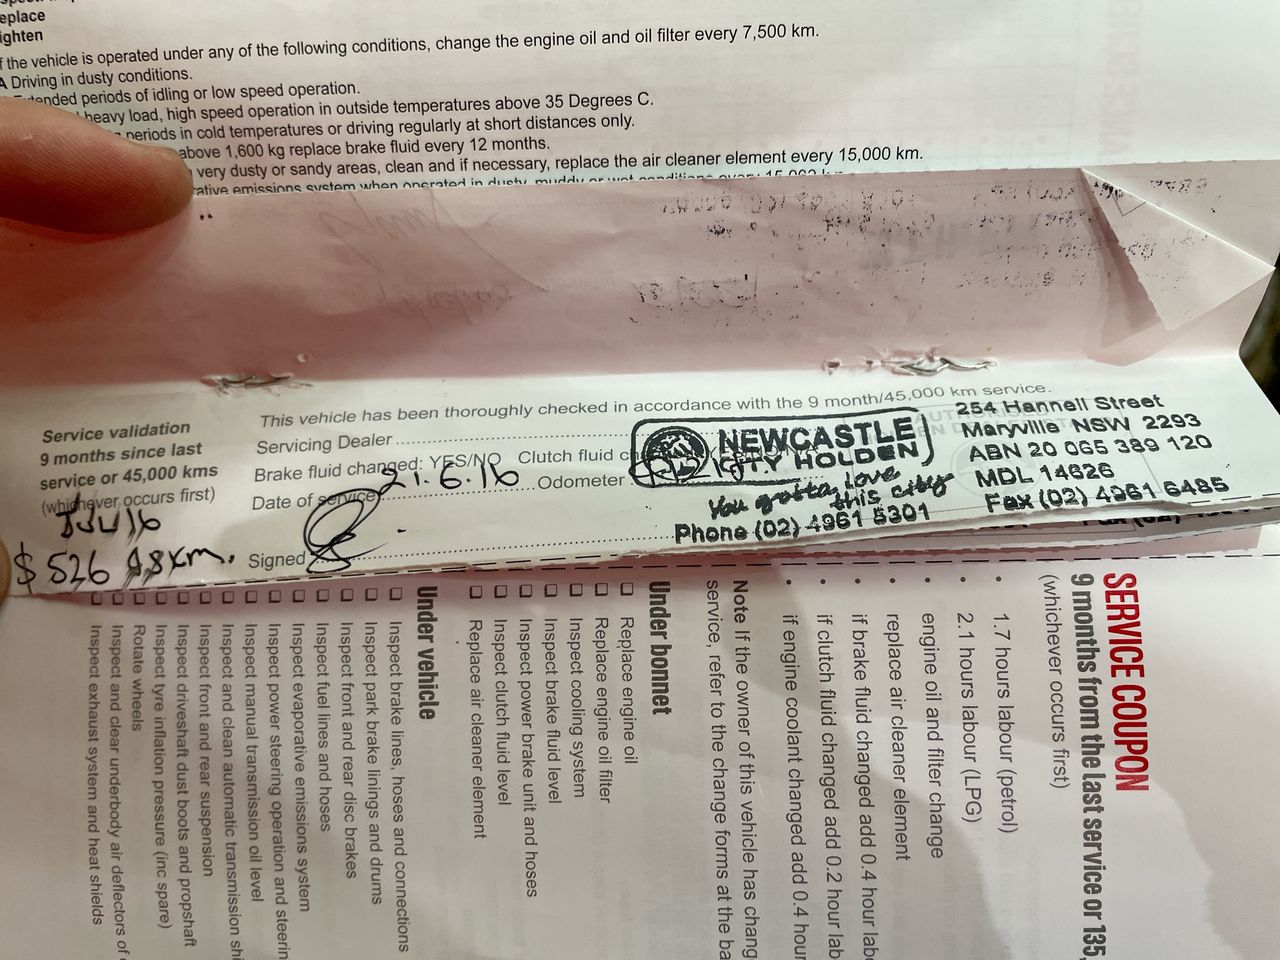 eplace
ighten
f the vehicle is operated under any of the following conditions, change the engine oil and oil filter every 7,500 km.
A Driving in dusty conditions.
tended periods of idling or low speed operation.
heavy load, high speed operation in outside temperatures above 35 Degrees C.
periods in cold temperatures or driving regularly at short distances only.
above 1,600 kg replace brake fluid every 12 months.
very dusty or sandy areas, clean and if necessary, replace the air cleaner element every 15,000 km.
rative emissions system when operated in dusty, muddy or wet conditions every
Service validation
9 months since last
service or 45,000 kms
(whichever occurs first)
$ 526
This vehicle has been thoroughly checked in accordance with the 9 month/45,000 km service.
Servicing Dealer
Brake fluid changed: YES/NO Clutch fluid c
Date of service 21.6.16 Odometer
Signed
NEWCASTLE
CITY HOLDEN
You gotta love
this city
Phone (02) 4961 5301
254 Hannell Street
Maryville NSW 2293
ABN 20 065 389 120
MDL 14626
Fax (02) 4961 6485
SERVICE COUPON
9 months from the last service or 135,
(whichever occurs first)
• 1.7 hours labour (petrol)
• 2.1 hours labour (LPG)
• engine oil and filter change
• replace air cleaner element
• if brake fluid changed add 0.4 hour lab
• if clutch fluid changed add 0.2 hour lab
• if engine coolant changed add 0.4 hour
Note If the owner of this vehicle has chang
service, refer to the change forms at the ba
Under bonnet
❑ Replace engine oil
❑ Replace engine oil filter
❑ Inspect cooling system
❑ Inspect brake fluid level
❑ Inspect power brake unit and hoses
❑ Inspect clutch fluid level
❑ Replace air cleaner element
Under vehicle
❑ Inspect brake lines, hoses and connections
❑ Inspect park brake linings and drums
❑ Inspect front and rear disc brakes
❑ Inspect fuel lines and hoses
❑ Inspect evaporative emissions system
❑ Inspect power steering operation and steerin
❑ Inspect manual transmission oil level
❑ Inspect and clean automatic transmission shi
❑ Inspect front and rear suspension
❑ Inspect driveshaft dust boots and propshaft
❑ Inspect tyre inflation pressure (inc spare)
❑ Rotate wheels
❑ Inspect and clear underbody air deflectors of
❑ Inspect exhaust system and heat shields